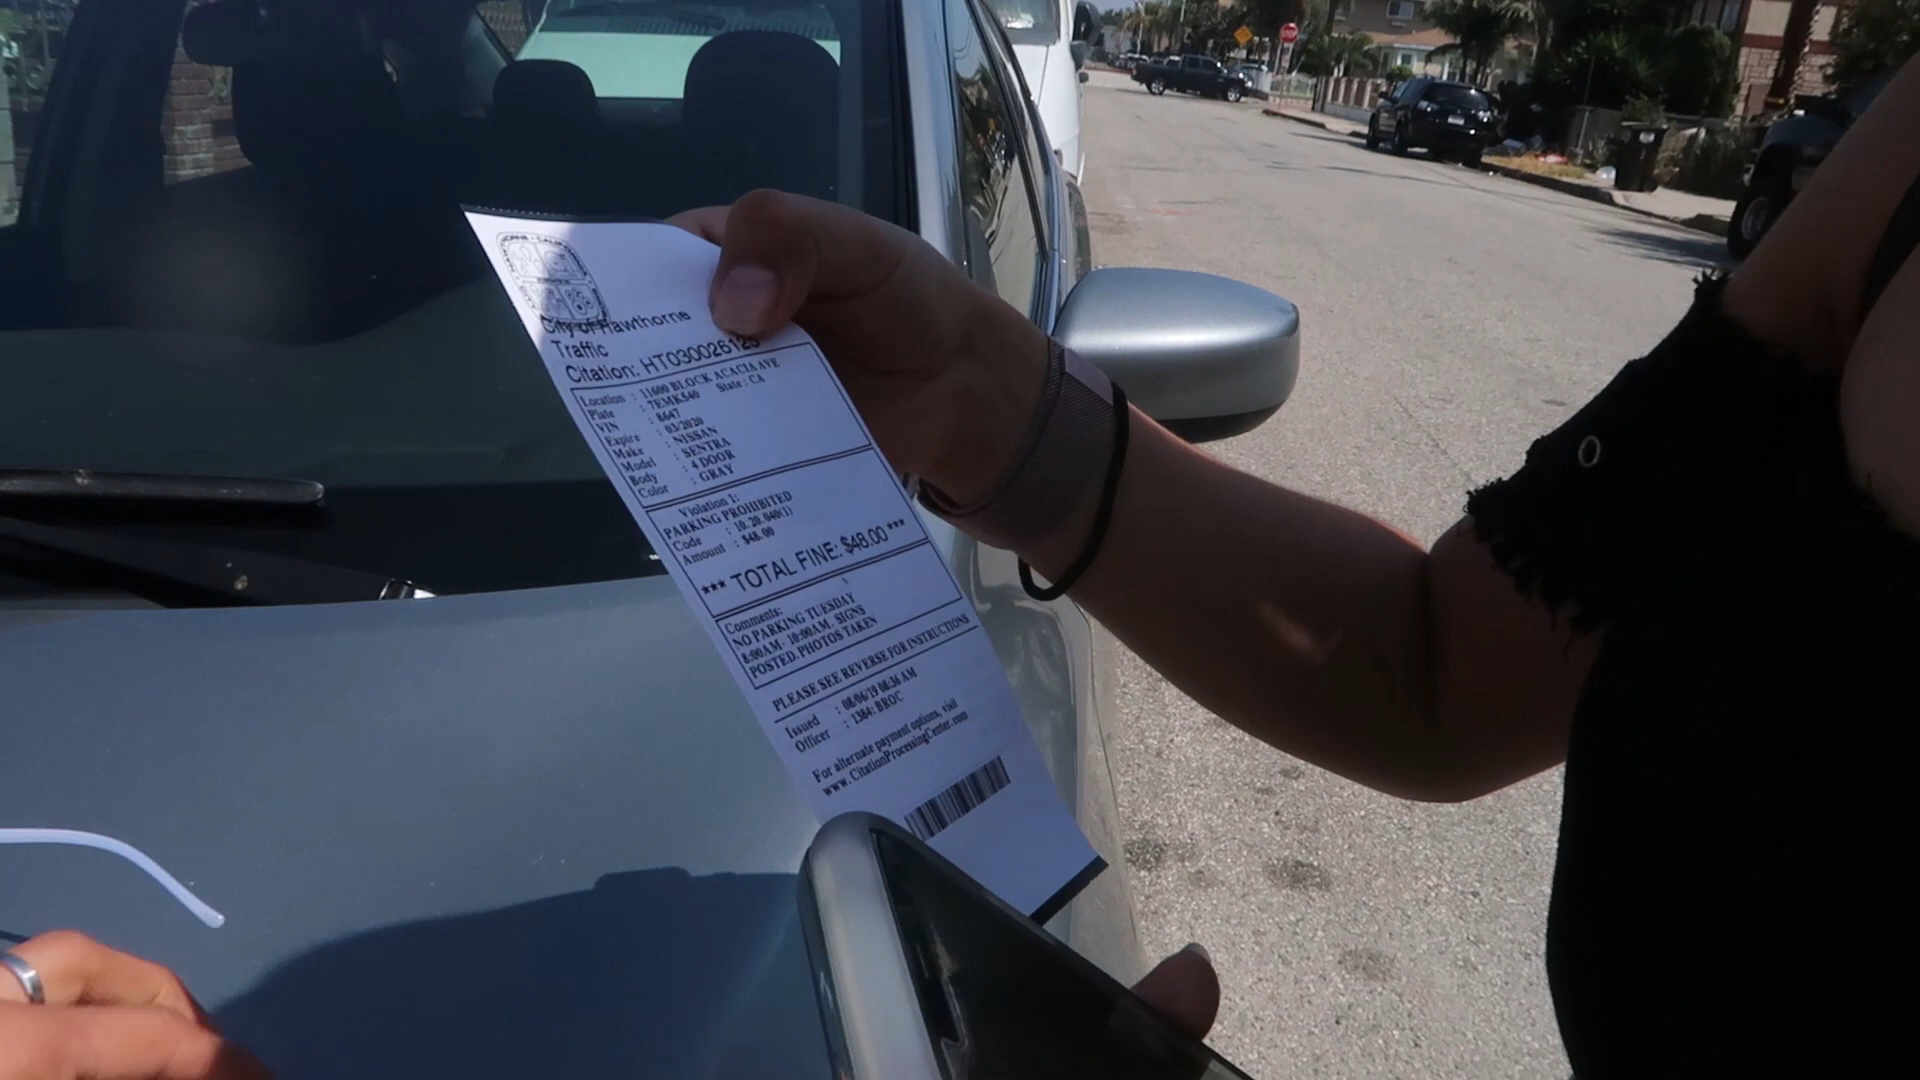 City of Hawthorne
Traffic
Citation: HT030026125
Location : 11600 BLOCK ACACIA AVE
Plate : 7EMK540 State : CA
VIN : 8647
Expire : 03/2020
Make : NISSAN
Model : SENTRA
Body : 4 DOOR
Color : GRAY
Violation 1:
PARKING PROHIBITED
Code : 10.20.040(1)
Amount : $48.00
*** TOTAL FINE: $48.00 ***
Comments:
NO PARKING TUESDAY
8:00AM- 10:00AM. SIGNS
POSTED. PHOTOS TAKEN
PLEASE SEE REVERSE FOR INSTRUCTIONS
Issued : 08/06/19 08:36 AM
Officer : 1384: BROC
For alternate payment options, visit
www.CitationProcessingCenter.com
STOP